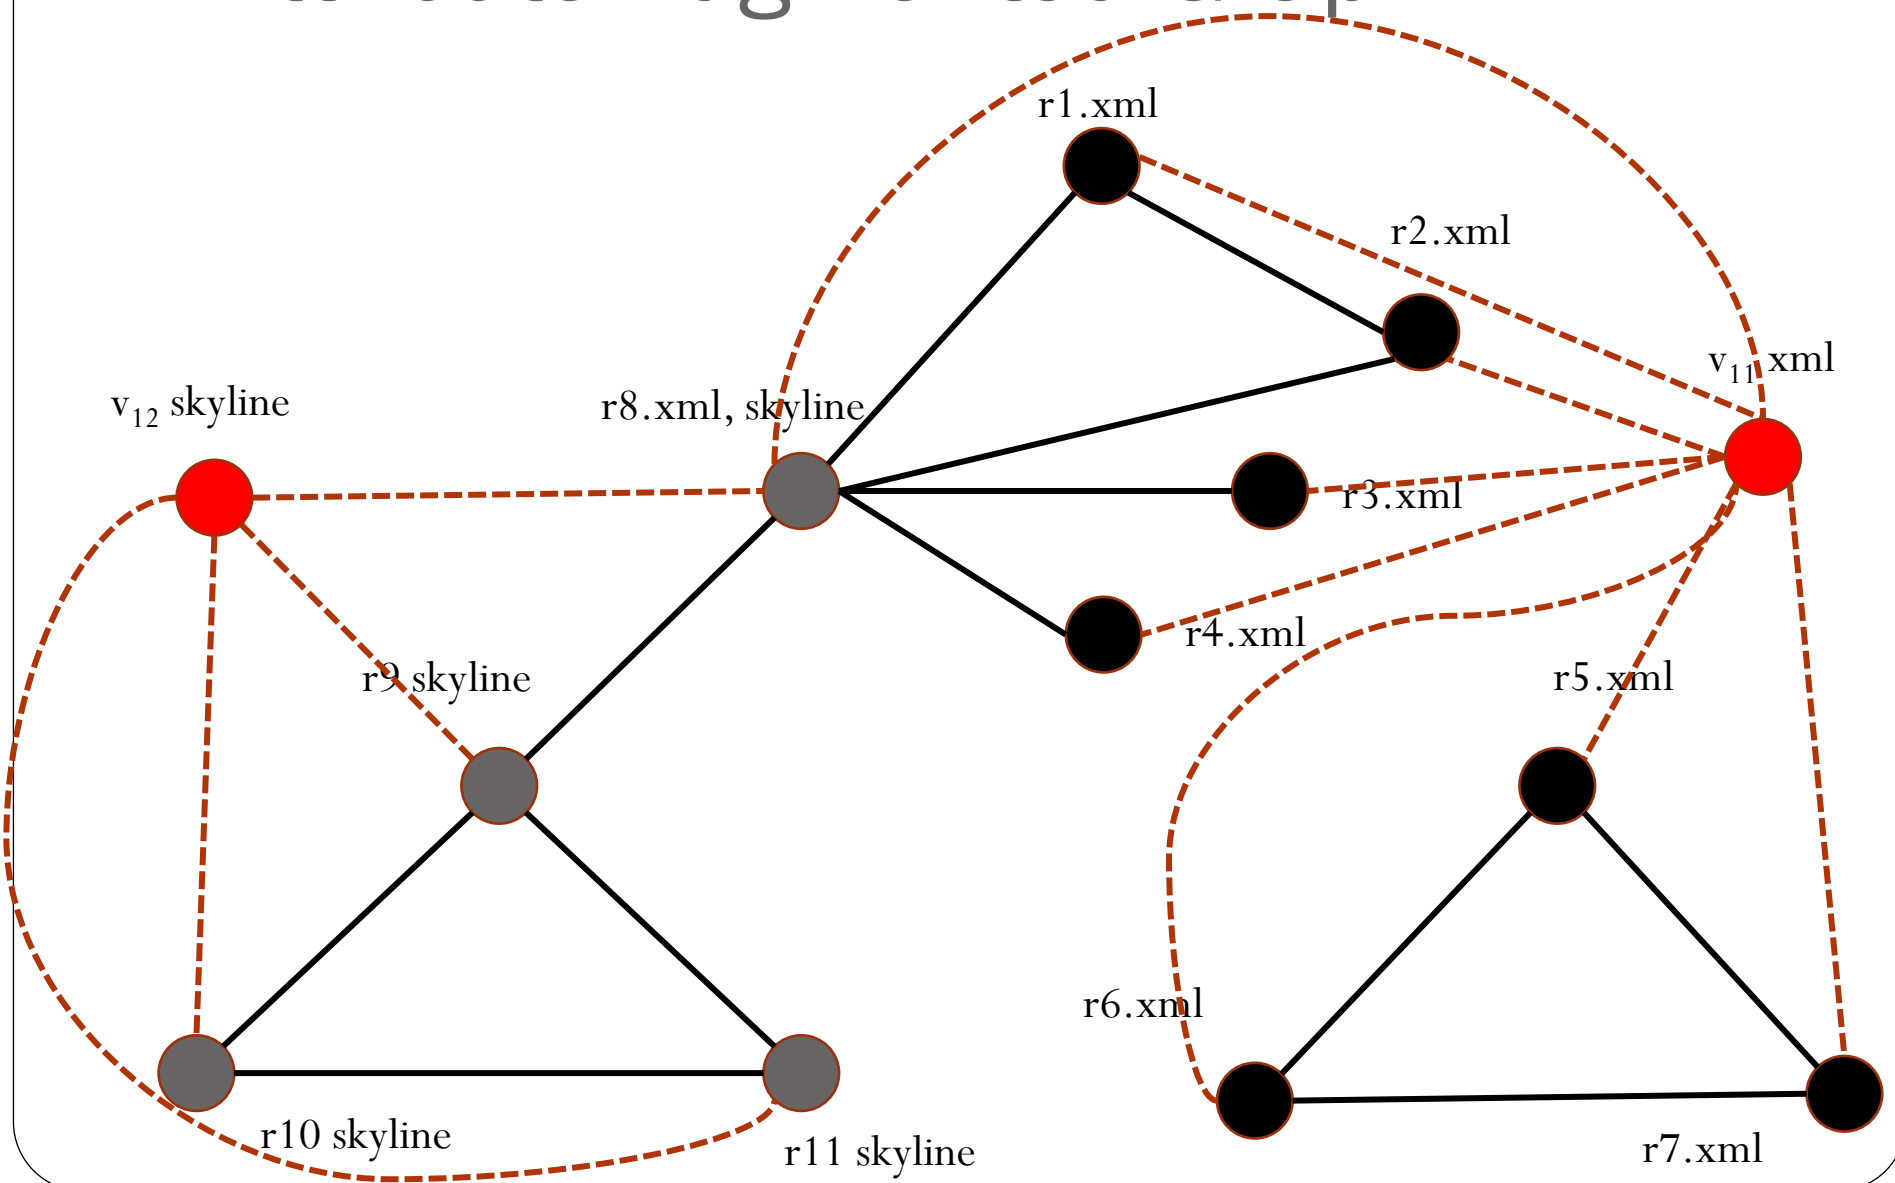 r1.xml
r2.xml
v11 xml
v12 skyline
r8.xml, skyline
r3.xml
r4.xml
r9 skyline
r5.xml
r6.xml
r10 skyline
r11 skyline
r7.xml